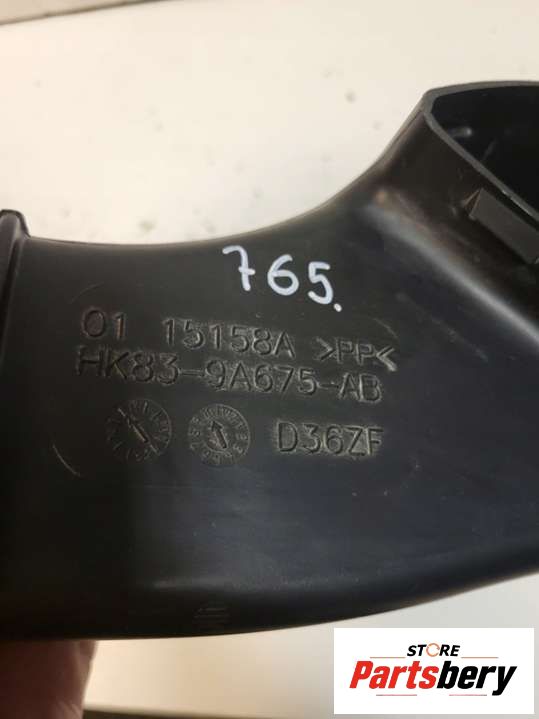 765.
01 15158A >PP<
HK83-9A675-AB
D36ZF
STORE
Partsbery